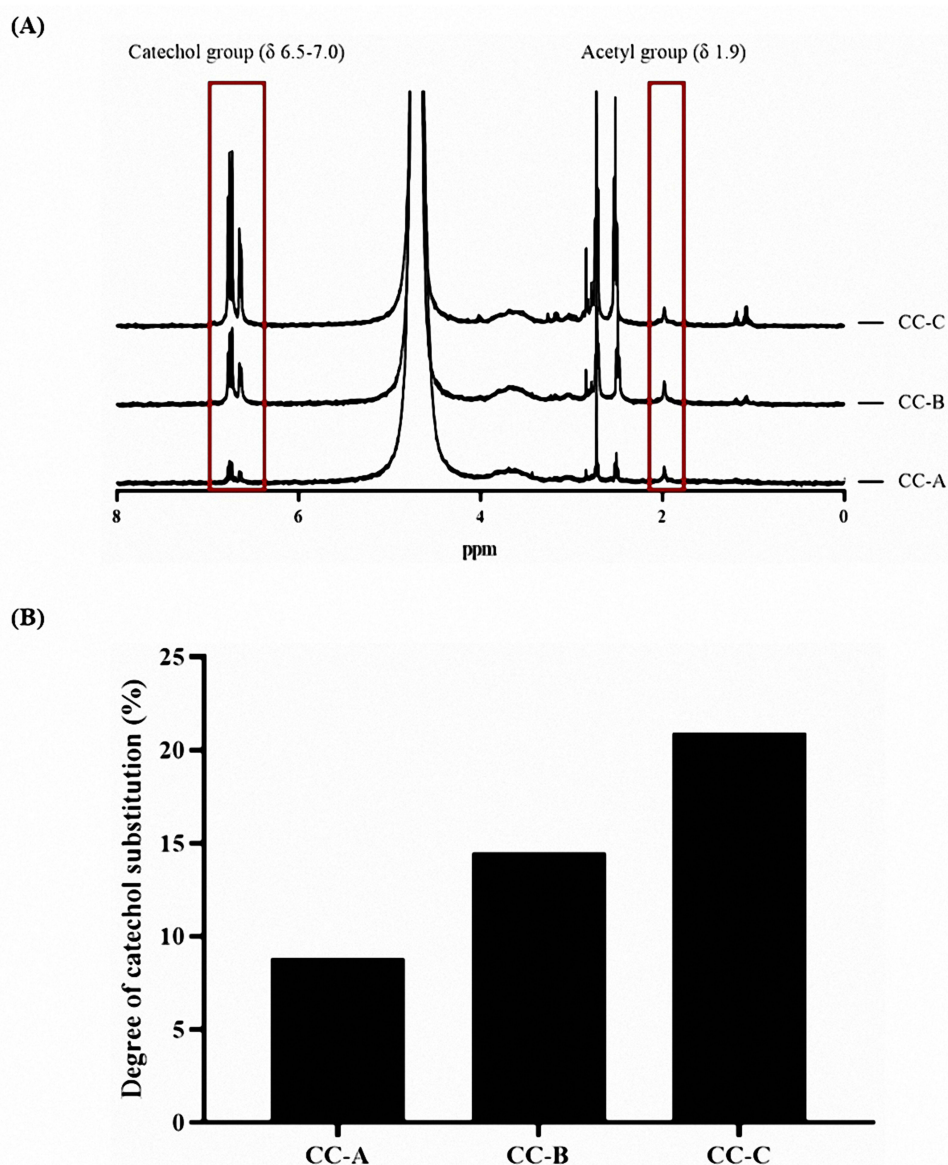 (A)
Catechol group (δ 6.5-7.0)
Acetyl group (δ 1.9)
CC-C
CC-B
CC-A
8
6
4
2
0
ppm
(B)
Degree of catechol substitution (%)
25
20
15
10
5
0
CC-A
CC-B
CC-C